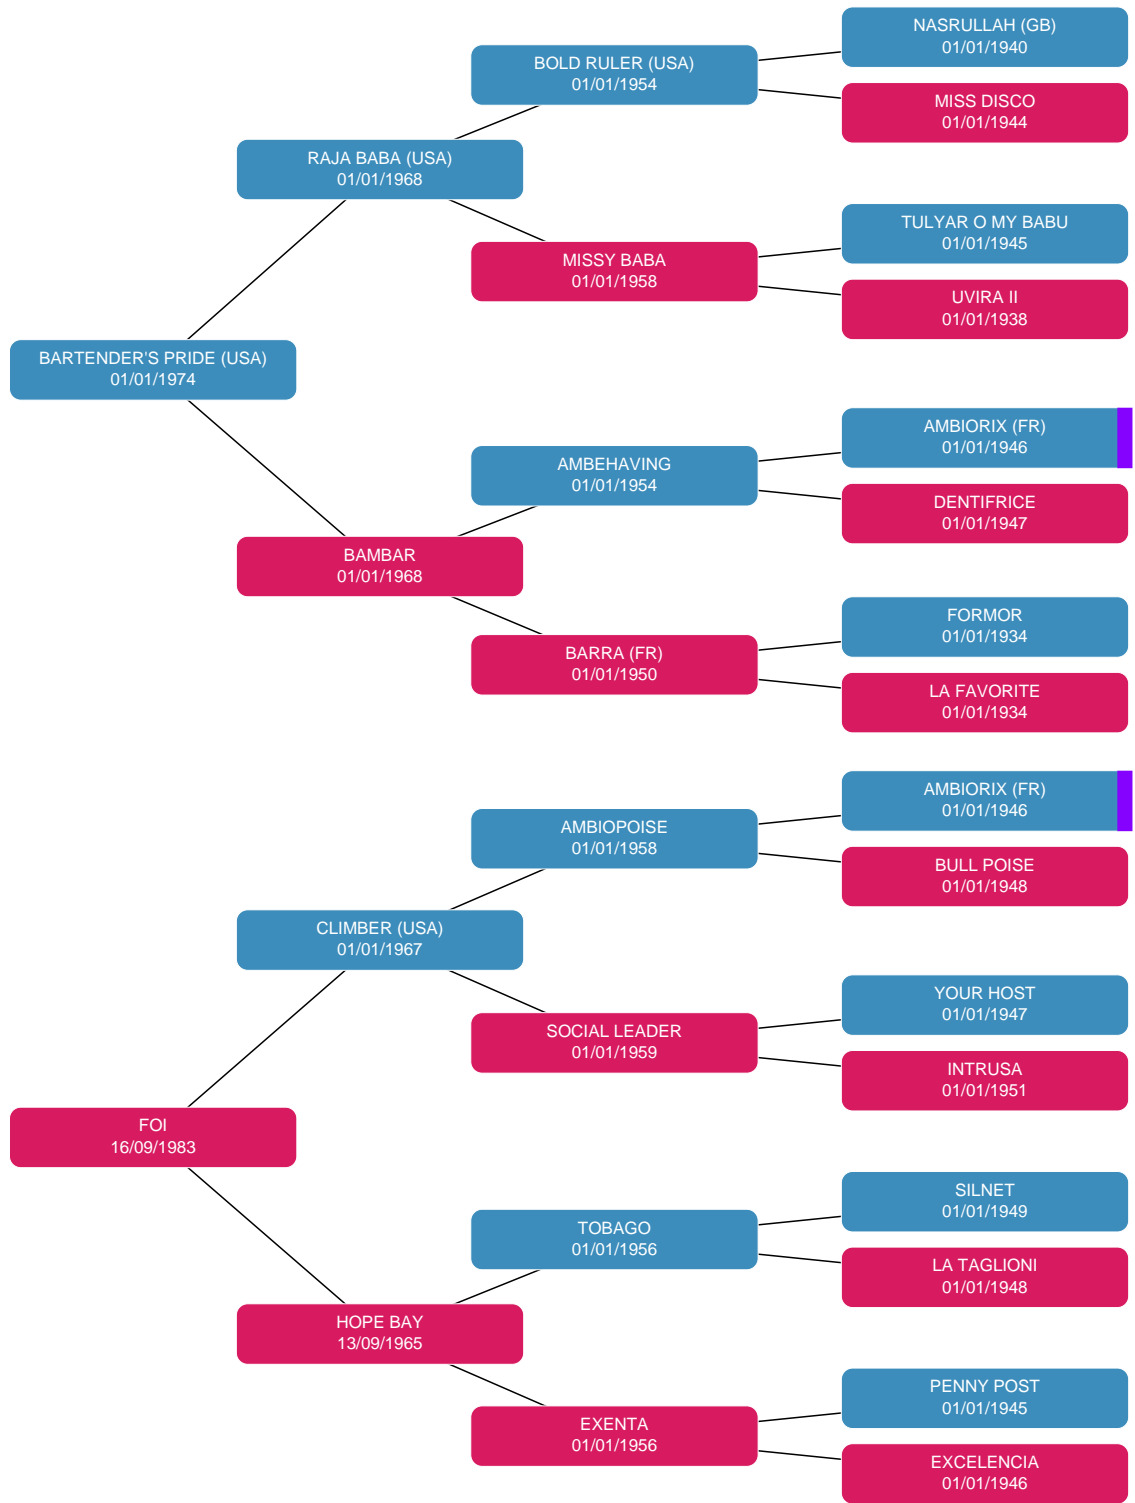 NASRULLAH (GB)
01/01/1940
BOLD RULER (USA)
01/01/1954
MISS DISCO
01/01/1944
RAJA BABA (USA)
01/01/1968
TULYAR O MY BABU
01/01/1945
MISSY BABA
01/01/1958
UVIRA II
01/01/1938
BARTENDER'S PRIDE (USA)
01/01/1974
AMBIORIX (FR)
01/01/1946
AMBEHAVING
01/01/1954
DENTIFRICE
01/01/1947
BAMBAR
01/01/1968
FORMOR
01/01/1934
BARRA (FR)
01/01/1950
LA FAVORITE
01/01/1934
AMBIORIX (FR)
01/01/1946
AMBIOPOISE
01/01/1958
BULL POISE
01/01/1948
CLIMBER (USA)
01/01/1967
YOUR HOST
01/01/1947
SOCIAL LEADER
01/01/1959
INTRUSA
01/01/1951
FOI
16/09/1983
SILNET
01/01/1949
TOBAGO
01/01/1956
LA TAGLIONI
01/01/1948
HOPE BAY
13/09/1965
PENNY POST
01/01/1945
EXENTA
01/01/1956
EXCELENCIA
01/01/1946